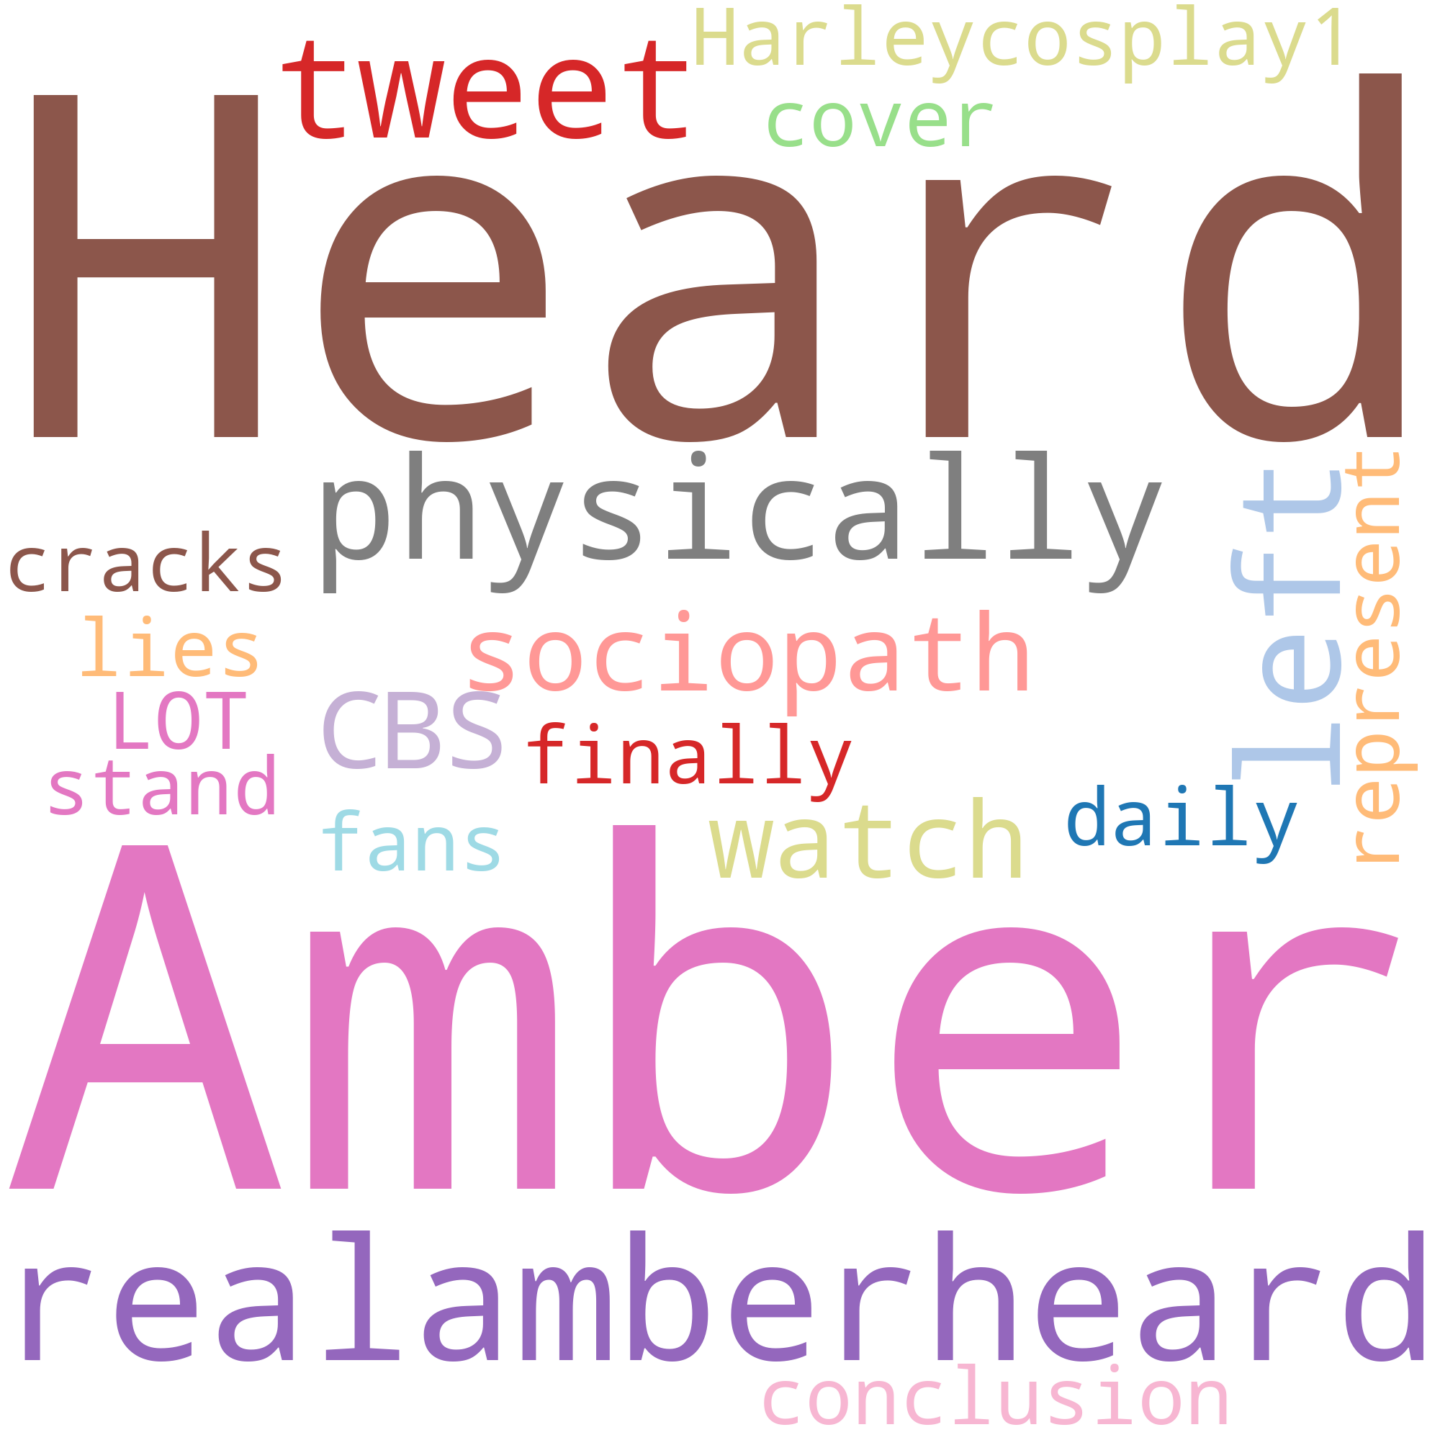 Harleycosplay1
tweet
cover
Heard
physically
left
represent
cracks
sociopath
lies
LOT
CBS
finally
stand
daily
fans
watch
Amber
realamberheard
conclusion